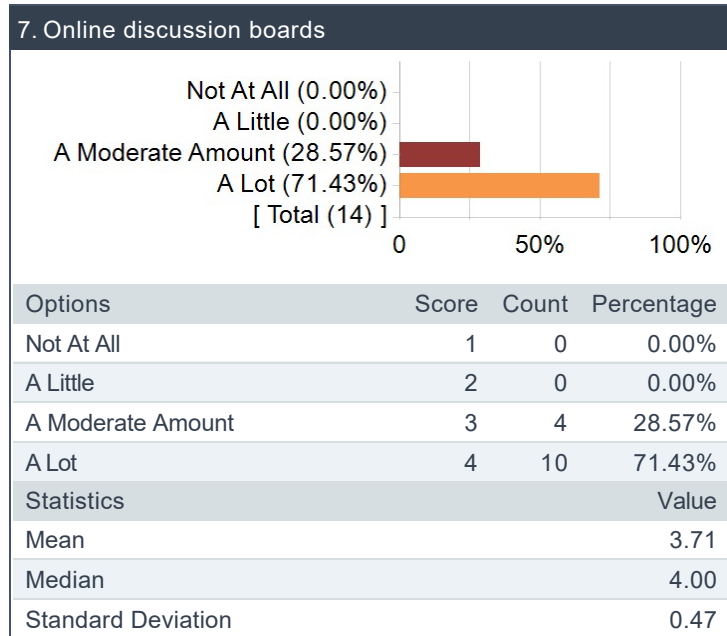 7. Online discussion boards
Not At All (0.00%)
A Little (0.00%)
A Moderate Amount (28.57%)
A Lot (71.43%)
[ Total (14) ]
0 50% 100%
Options Score Count Percentage
Not At All 1 0 0.00%
A Little 2 0 0.00%
A Moderate Amount 3 4 28.57%
A Lot 4 10 71.43%
Statistics Value
Mean 3.71
Median 4.00
Standard Deviation 0.47